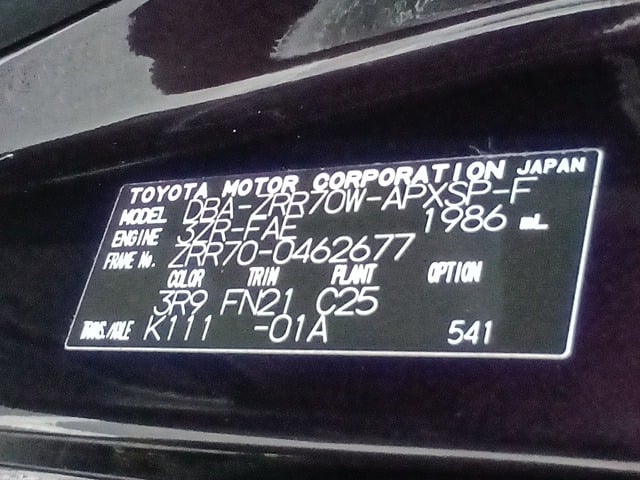 TOYOTA MOTOR CORPORATION JAPAN
MODEL DBA-ZRR70W-APXSP-F
ENGINE 3ZR-FAE 1986 mL
FRAME No. ZRR70-0462677
COLOR TRIM PLANT OPTION
3R9 FN21 C25
TRANS./AXLE K111 -01A 541